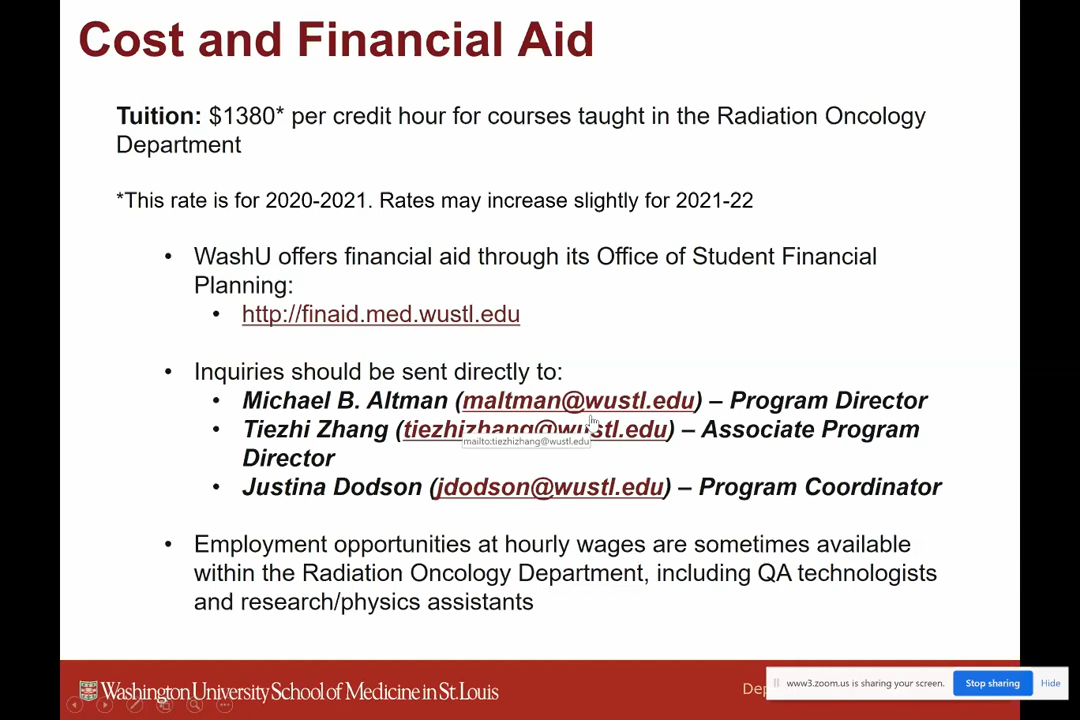 Cost and Financial Aid
Tuition: $1380* per credit hour for courses taught in the Radiation Oncology
Department
*This rate is for 2020-2021. Rates may increase slightly for 2021-22
• WashU offers financial aid through its Office of Student Financial
Planning:
• http://finaid.med.wustl.edu
• Inquiries should be sent directly to:
• Michael B. Altman (maltman@wustl.edu) – Program Director
• Tiezhi Zhang (tiezhizhang@wustl.edu) – Associate Program
mailto:tiezhizhang@wustl.edu
Director
• Justina Dodson (jdodson@wustl.edu) – Program Coordinator
• Employment opportunities at hourly wages are sometimes available
within the Radiation Oncology Department, including QA technologists
and research/physics assistants
Washington University School of Medicine in St. Louis
www3.zoom.us is sharing your screen. Stop sharing Hide